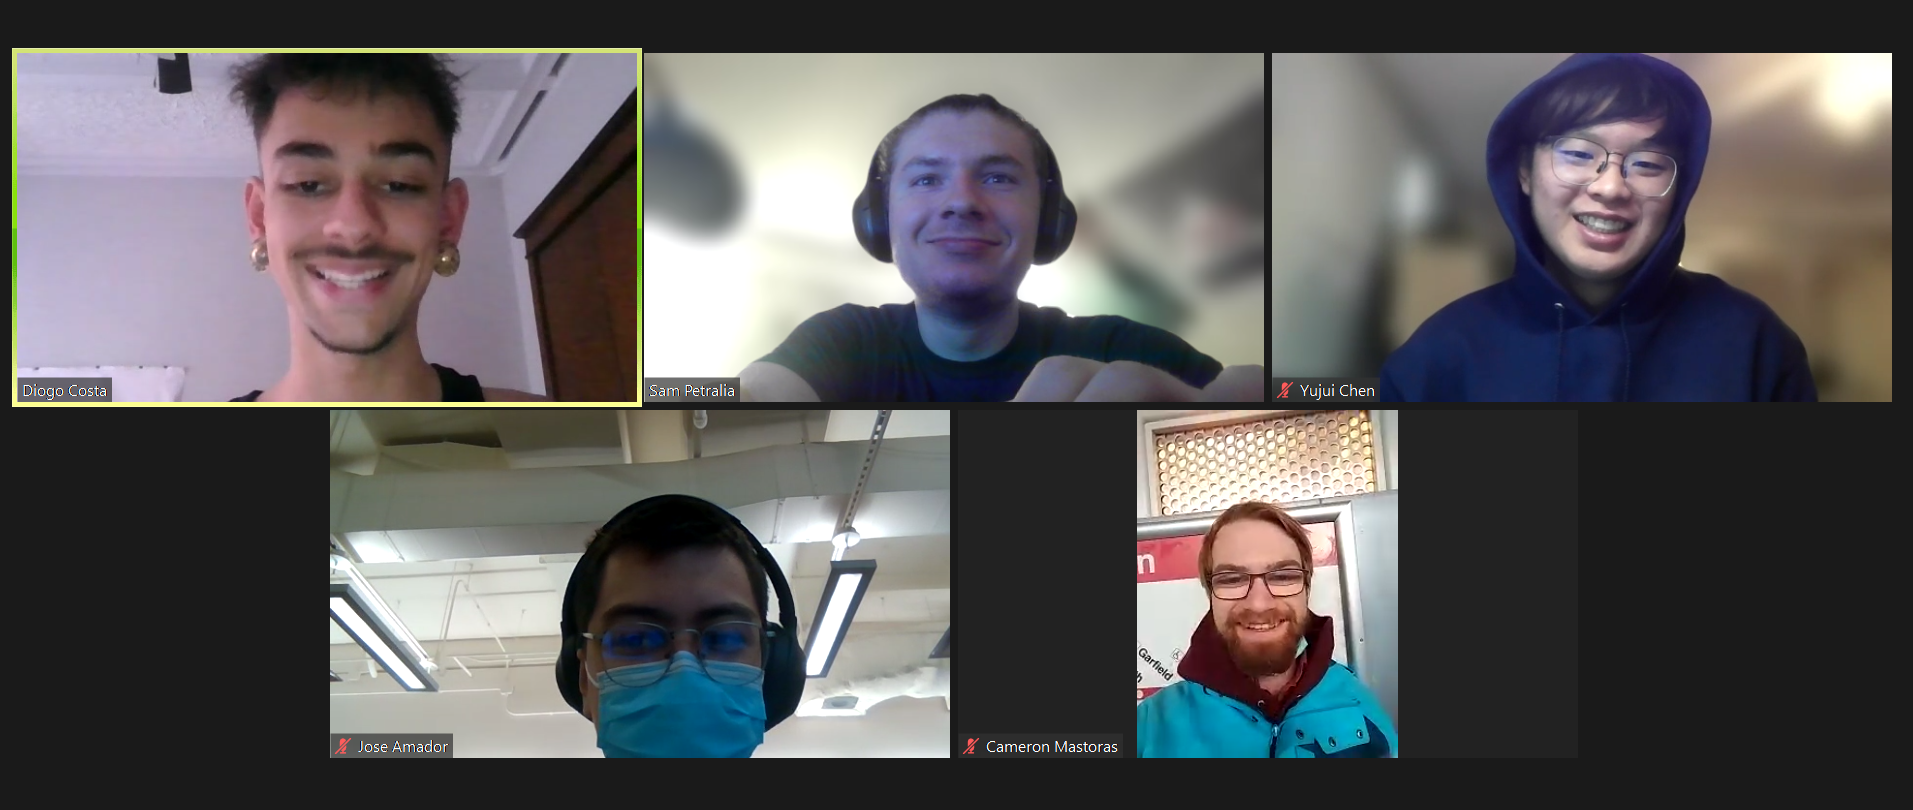 Diogo Costa
Sam Petralia
Yujui Chen
Jose Amador
n
Garfield
h
Cameron Mastoras